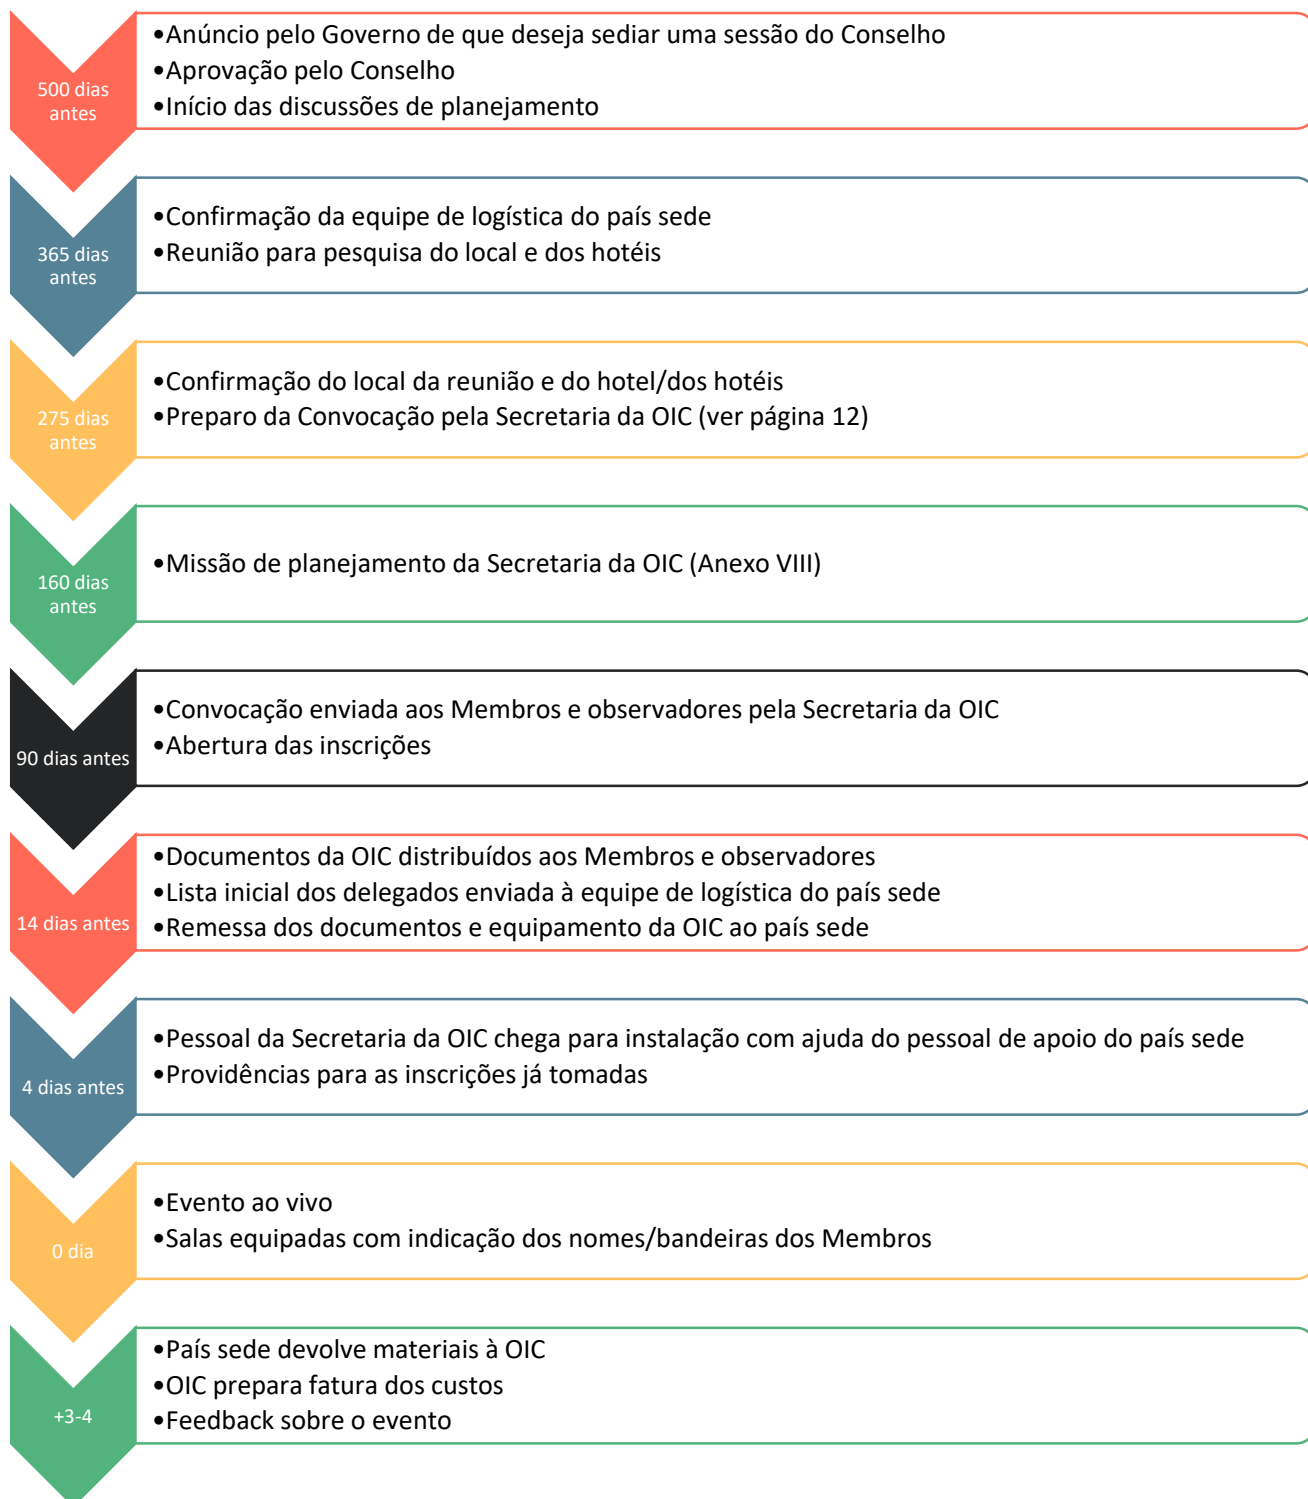 500 dias
antes
•Anúncio pelo Governo de que deseja sediar uma sessão do Conselho
•Aprovação pelo Conselho
•Início das discussões de planejamento
365 dias
antes
•Confirmação da equipe de logística do país sede
•Reunião para pesquisa do local e dos hotéis
275 dias
antes
•Confirmação do local da reunião e do hotel/dos hotéis
•Preparo da Convocação pela Secretaria da OIC (ver página 12)
160 dias
antes
•Missão de planejamento da Secretaria da OIC (Anexo VIII)
90 dias antes
•Convocação enviada aos Membros e observadores pela Secretaria da OIC
•Abertura das inscrições
14 dias antes
•Documentos da OIC distribuídos aos Membros e observadores
•Lista inicial dos delegados enviada à equipe de logística do país sede
•Remessa dos documentos e equipamento da OIC ao país sede
4 dias antes
•Pessoal da Secretaria da OIC chega para instalação com ajuda do pessoal de apoio do país sede
•Providências para as inscrições já tomadas
0 dia
•Evento ao vivo
•Salas equipadas com indicação dos nomes/bandeiras dos Membros
+3-4
•País sede devolve materiais à OIC
•OIC prepara fatura dos custos
•Feedback sobre o evento